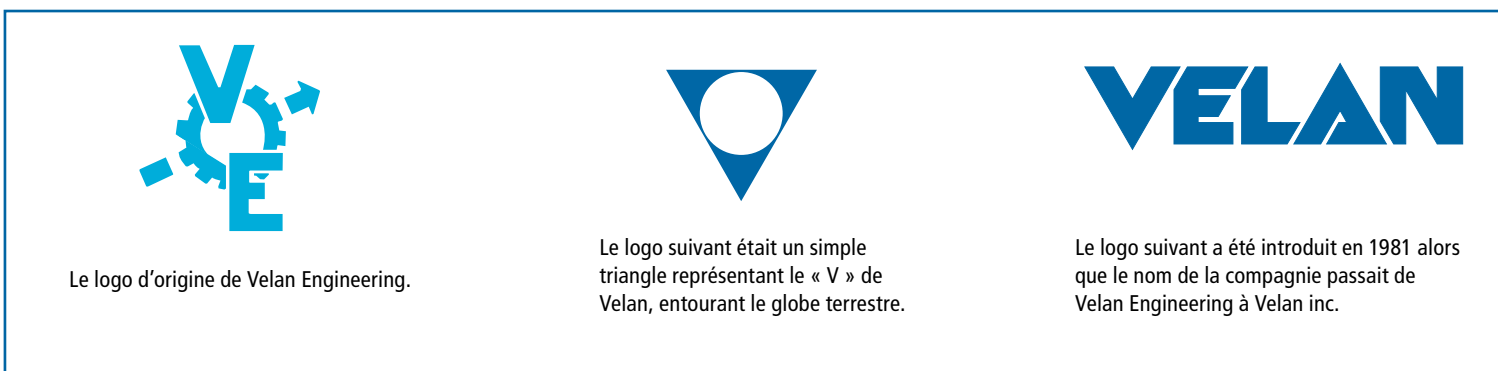 V
E
VELAN
Le logo d’origine de Velan Engineering.
Le logo suivant était un simple
triangle représentant le « V » de
Velan, entourant le globe terrestre.
Le logo suivant a été introduit en 1981 alors
que le nom de la compagnie passait de
Velan Engineering à Velan inc.